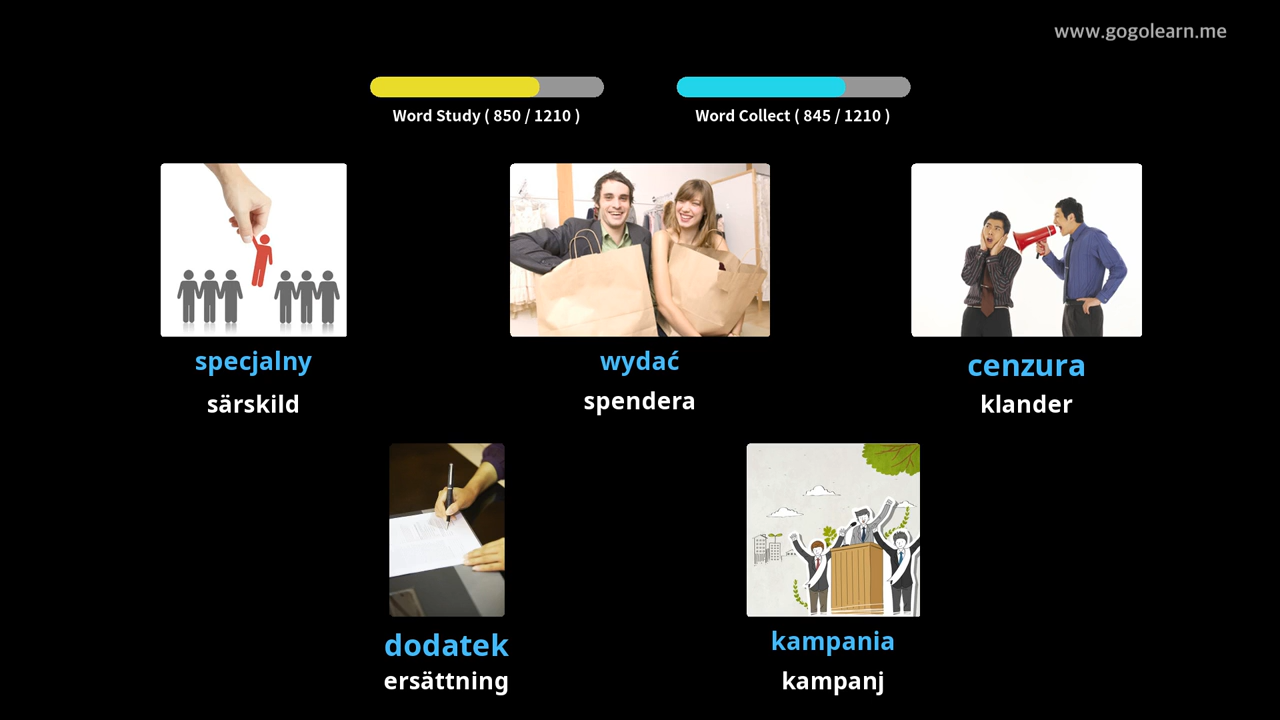 www.gogolearn.me
Word Study ( 850 / 1210 )
Word Collect ( 845 / 1210 )
specjalny
särskild
wydać
spendera
cenzura
klander
dodatek
ersättning
kampania
kampanj